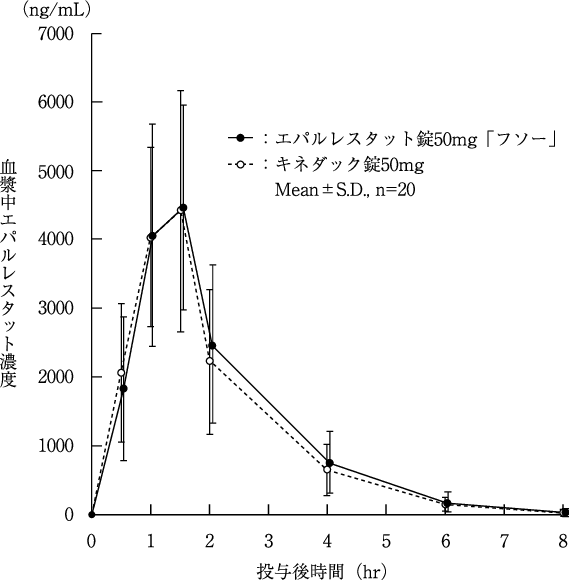 (ng/mL)
7000
6000
5000
4000
3000
2000
1000
0
血漿中エパルレスタット濃度
：エパルレスタット錠50mg「フソー」
：キネダック錠50mg
Mean±S.D., n=20
0 1 2 3 4 5 6 7 8
投与後時間 (hr)